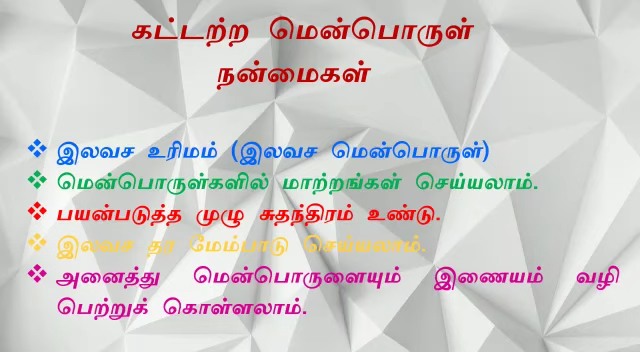 கட்டற்ற மென்பொருள்
நன்மைகள்
❖ இலவச உரிமம் (இலவச மென்பொருள்)
❖ மென்பொருள்களில் மாற்றங்கள் செய்யலாம்.
❖ பயன்படுத்த முழு சுதந்திரம் உண்டு.
❖ இலவச தர மேம்பாடு செய்யலாம்.
❖ அனைத்து மென்பொருளையும் இணையம் வழி
பெற்றுக் கொள்ளலாம்.